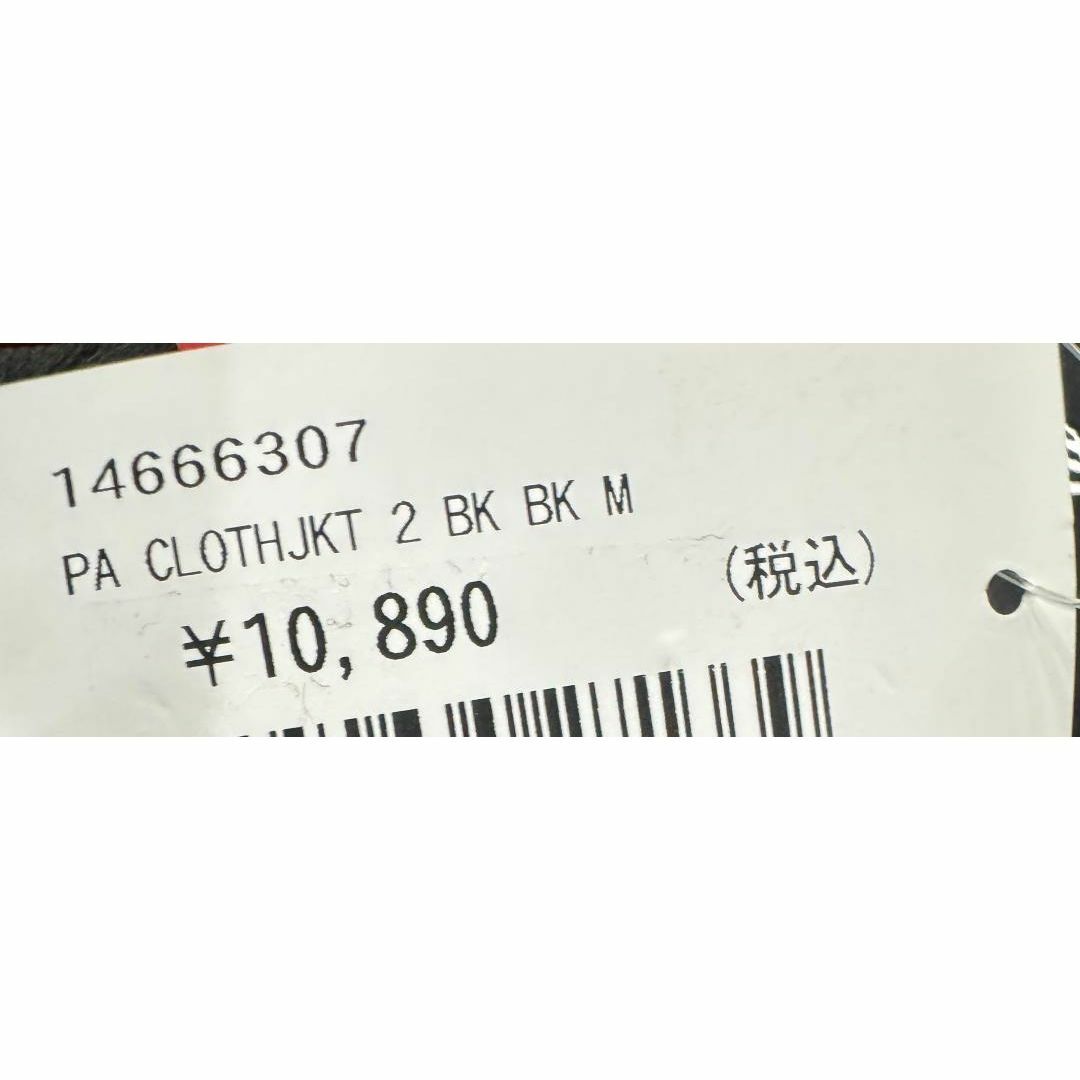 14666307
PA CLOTHJKT 2 BK BK M
¥10,890 (税込)